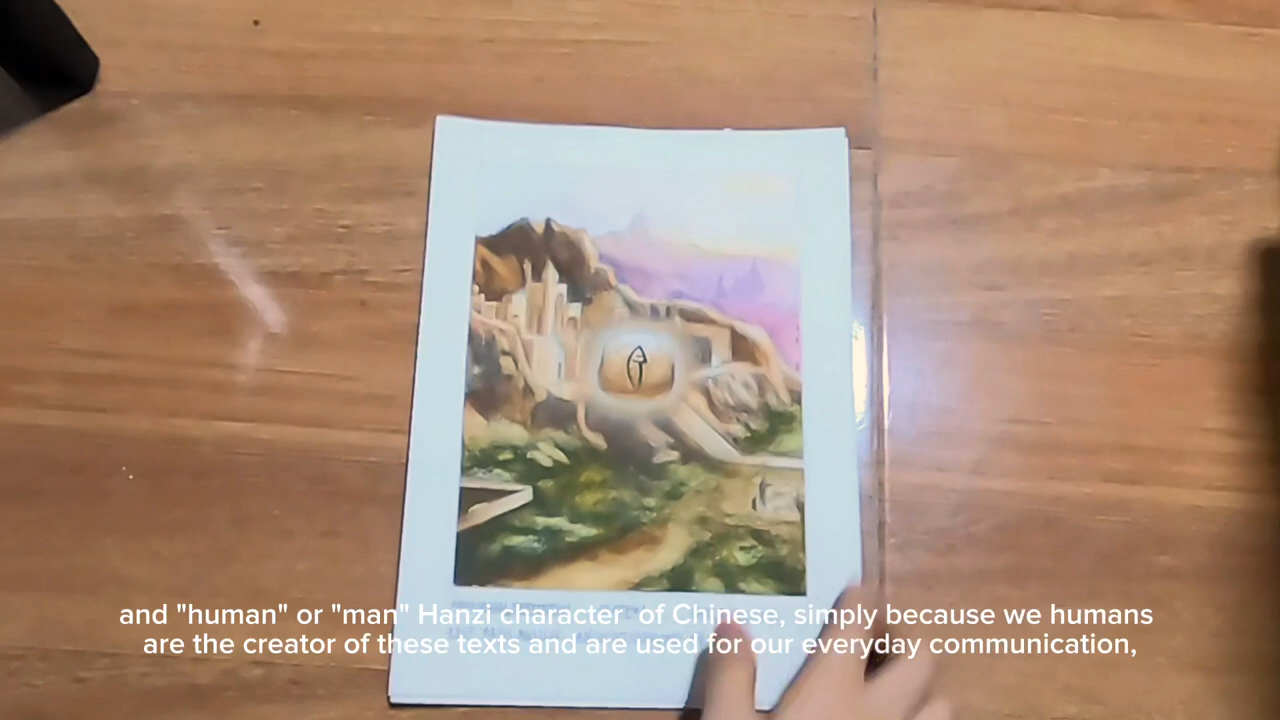 and "human" or "man" Hanzi character  of Chinese, simply because we humans
are the creator of these texts and are used for our everyday communication,